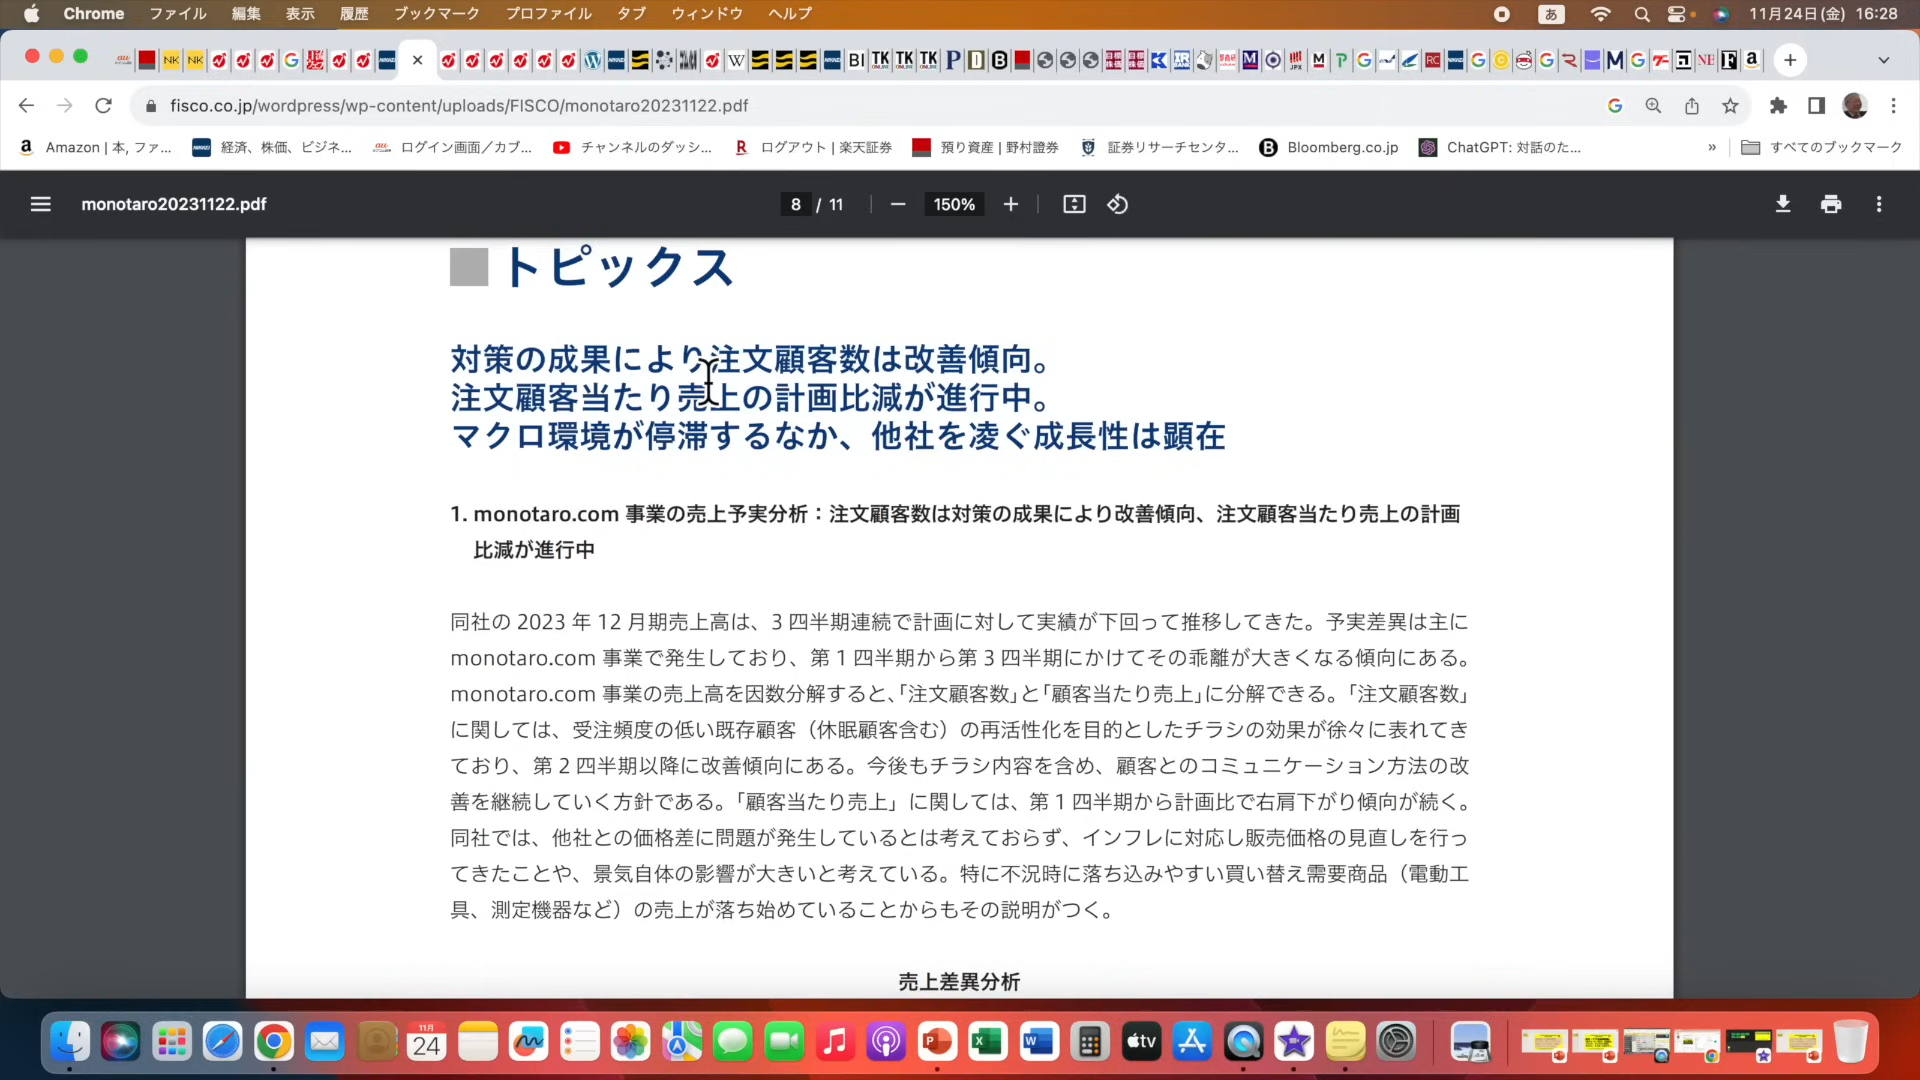 Chrome ファイル 編集 表示 履歴 ブックマーク プロファイル タブ ウィンドウ ヘルプ あ 11月24日(金) 16:28
NK NK W BI TK ONLINE TK ONLINE TK ONLINE P D B K M M P RC M NE F a
fisco.co.jp/wordpress/wp-content/uploads/FISCO/monotaro20231122.pdf
Amazon | 本, ファ... 経済、株価、ビジネ... ログイン画面／カブ... チャンネルのダッシ... ログアウト | 楽天証券 預り資産 | 野村證券 証券リサーチセンタ... Bloomberg.co.jp ChatGPT: 対話のた... » すべてのブックマーク
monotaro20231122.pdf 8 / 11 150%
トピックス
対策の成果により注文顧客数は改善傾向。
注文顧客当たり売上の計画比減が進行中。
マクロ環境が停滞するなか、他社を凌ぐ成長性は顕在
1. monotaro.com 事業の売上予実分析：注文顧客数は対策の成果により改善傾向、注文顧客当たり売上の計画
比減が進行中
同社の 2023 年 12 月期売上高は、3 四半期連続で計画に対して実績が下回って推移してきた。予実差異は主に
monotaro.com 事業で発生しており、第 1 四半期から第 3 四半期にかけてその乖離が大きくなる傾向にある。
monotaro.com 事業の売上高を因数分解すると、「注文顧客数」と「顧客当たり売上」に分解できる。「注文顧客数」
に関しては、受注頻度の低い既存顧客（休眠顧客含む）の再活性化を目的としたチラシの効果が徐々に表れてき
ており、第 2 四半期以降に改善傾向にある。今後もチラシ内容を含め、顧客とのコミュニケーション方法の改
善を継続していく方針である。「顧客当たり売上」に関しては、第 1 四半期から計画比で右肩下がり傾向が続く。
同社では、他社との価格差に問題が発生しているとは考えておらず、インフレに対応し販売価格の見直しを行っ
てきたことや、景気自体の影響が大きいと考えている。特に不況時に落ち込みやすい買い替え需要商品（電動工
具、測定機器など）の売上が落ち始めていることからもその説明がつく。
売上差異分析
11月
24
tv